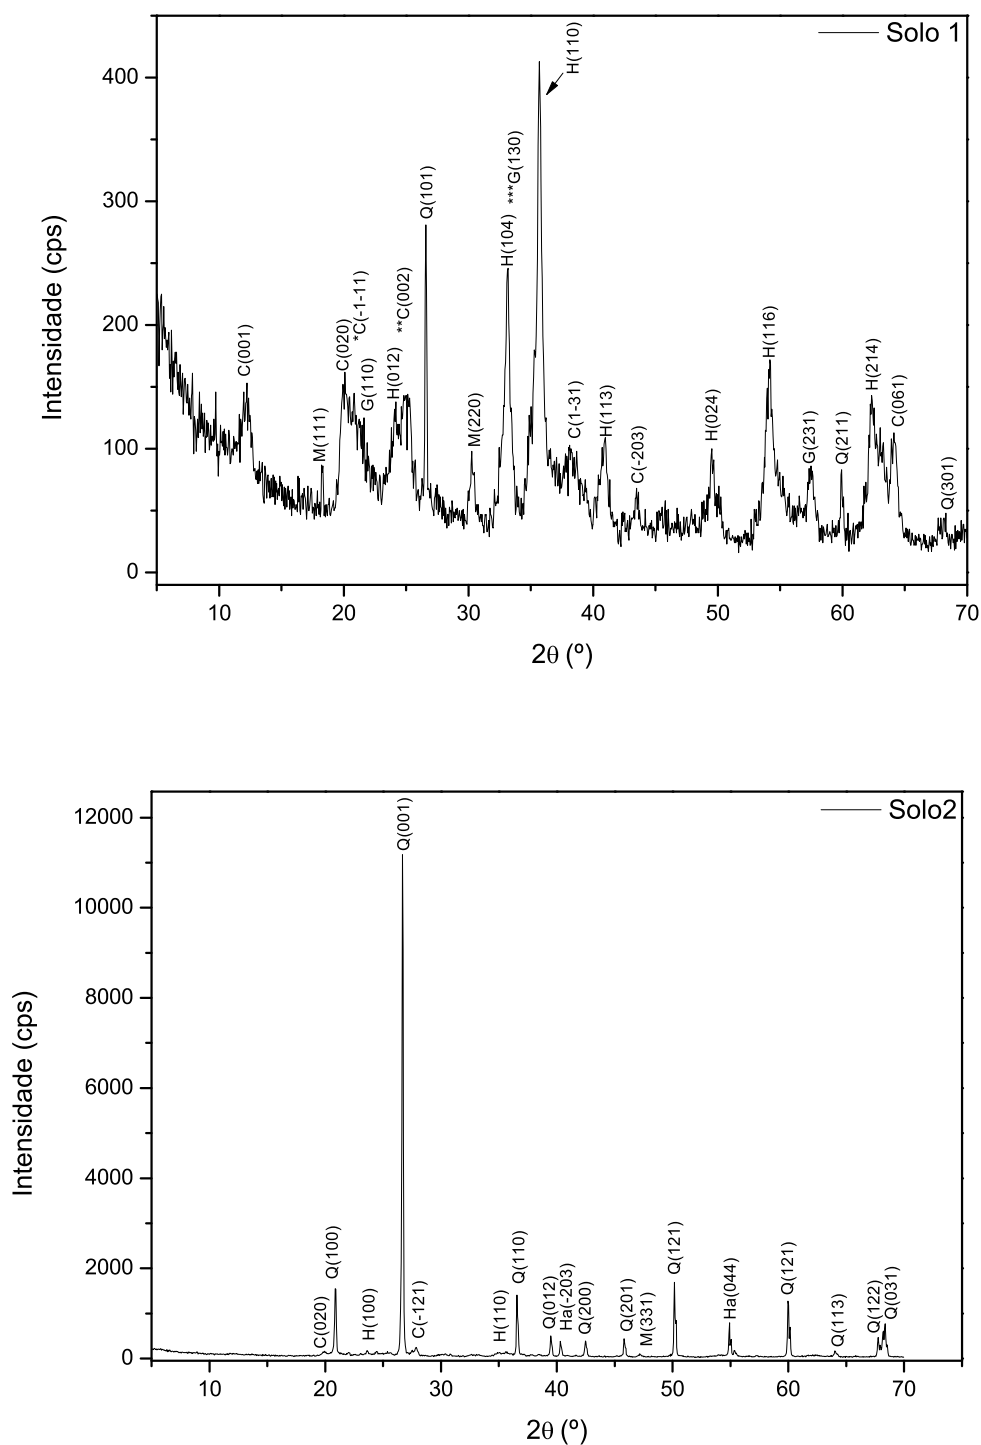 Solo 1
Intensidade (cps)
400
300
200
100
0
C(001)
M(111)
C(020)
*C(-1-11)
G(110)
H(012)
**C(002)
Q(101)
M(220)
H(104)
***G(130)
H(110)
C(1-31)
H(113)
C(-203)
H(024)
H(116)
G(231)
Q(211)
H(214)
C(061)
Q(301)
10 20 30 40 50 60 70
2θ (º)
Solo2
Intensidade (cps)
12000
10000
8000
6000
4000
2000
0
C(020)
Q(100)
H(100)
Q(001)
C(-121)
H(110)
Q(110)
Q(012)
Ha(-203)
Q(200)
Q(201)
M(331)
Q(121)
Ha(044)
Q(121)
Q(113)
Q(122)
Q(031)
10 20 30 40 50 60 70
2θ (º)